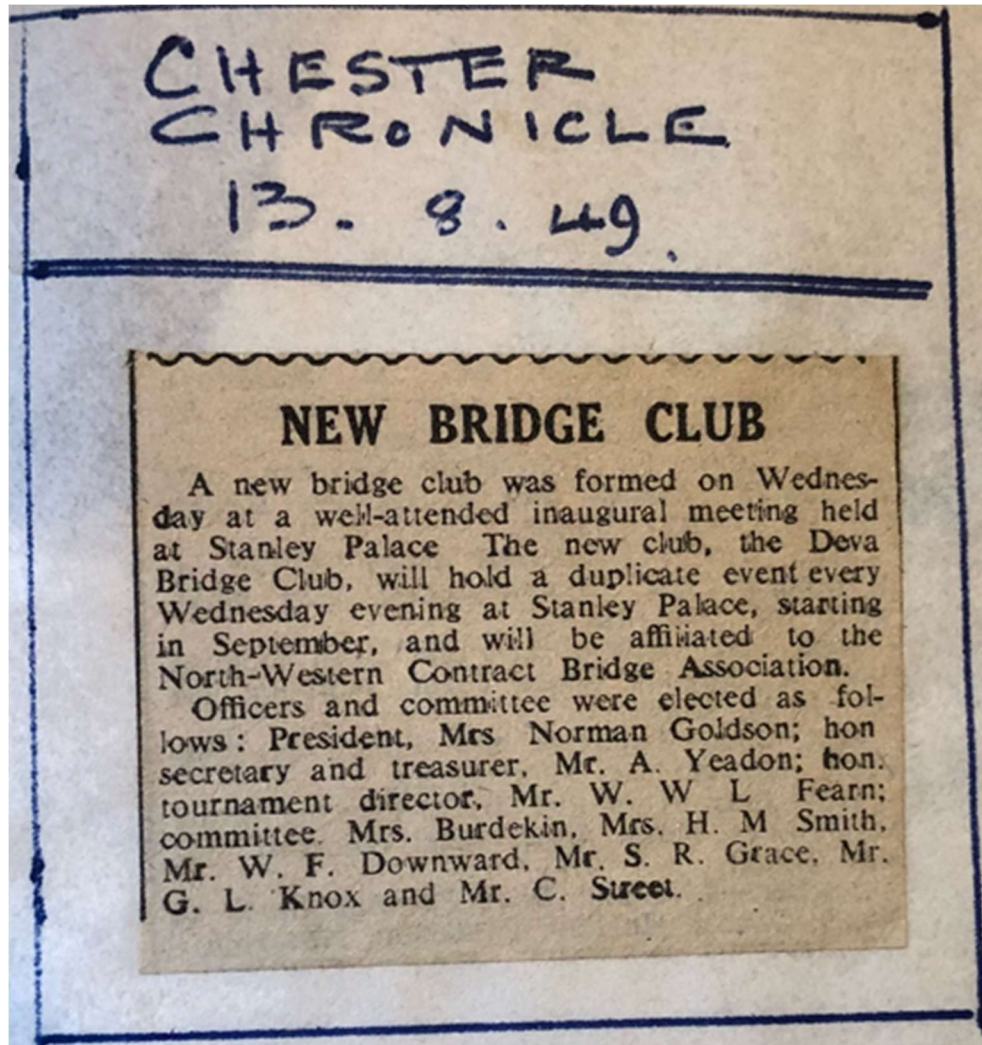 CHESTER
CHRONICLE
13. 8. 49.
NEW BRIDGE CLUB
A new bridge club was formed on Wednes-
day at a well-attended inaugural meeting held
at Stanley Palace The new club, the Deva
Bridge Club, will hold a duplicate event every
Wednesday evening at Stanley Palace, starting
in September, and will be affiliated to the
North-Western Contract Bridge Association.
Officers and committee were elected as fol-
lows: President, Mrs Norman Goldson; hon
secretary and treasurer, Mr. A. Yeadon; hon.
tournament director, Mr. W. W L Fearn;
committee. Mrs. Burdekin, Mrs. H. M Smith,
Mr. W. F. Downward, Mr. S. R. Grace, Mr.
G. L. Knox and Mr. C. Street.